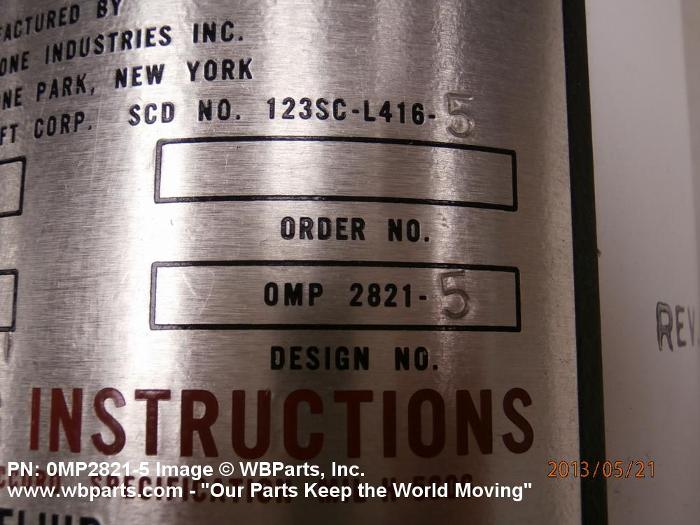 FACTURED BY
ONE INDUSTRIES INC.
NE PARK, NEW YORK
FT CORP. SCD NO. 123SC-L416-5
ORDER NO.
OMP 2821-5
DESIGN NO.
REV.
INSTRUCTIONS
PN: 0MP2821-5 Image © WBParts, Inc.
2013/05/21
SPECIFICATION
www.wbparts.com - "Our Parts Keep the World Moving"
FLUID